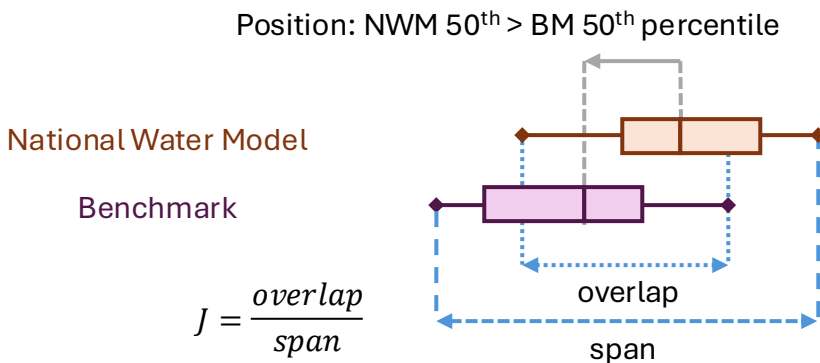 Position: NWM 50th > BM 50th percentile
National Water Model
Benchmark
overlap
J = overlap / span
span